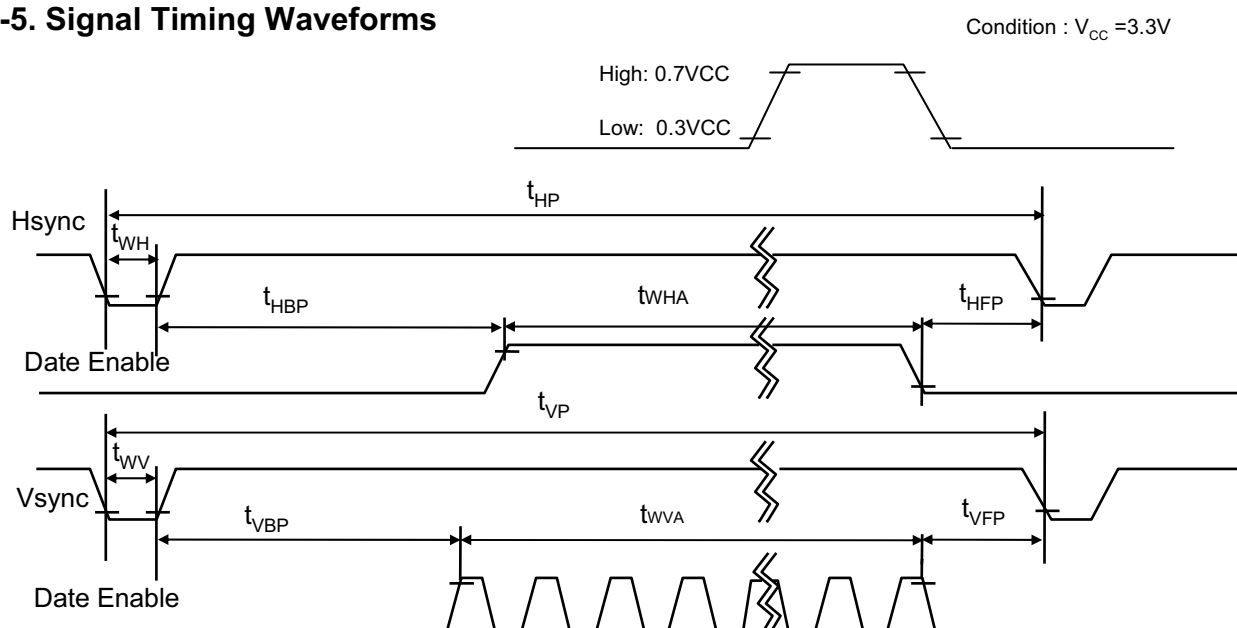 -5. Signal Timing Waveforms
Condition : VCC =3.3V
High: 0.7VCC
Low: 0.3VCC
tHP
Hsync
tWH
tHBP
tWHA
tHFP
Date Enable
tVP
tWV
Vsync
tVBP
tWVA
tVFP
Date Enable